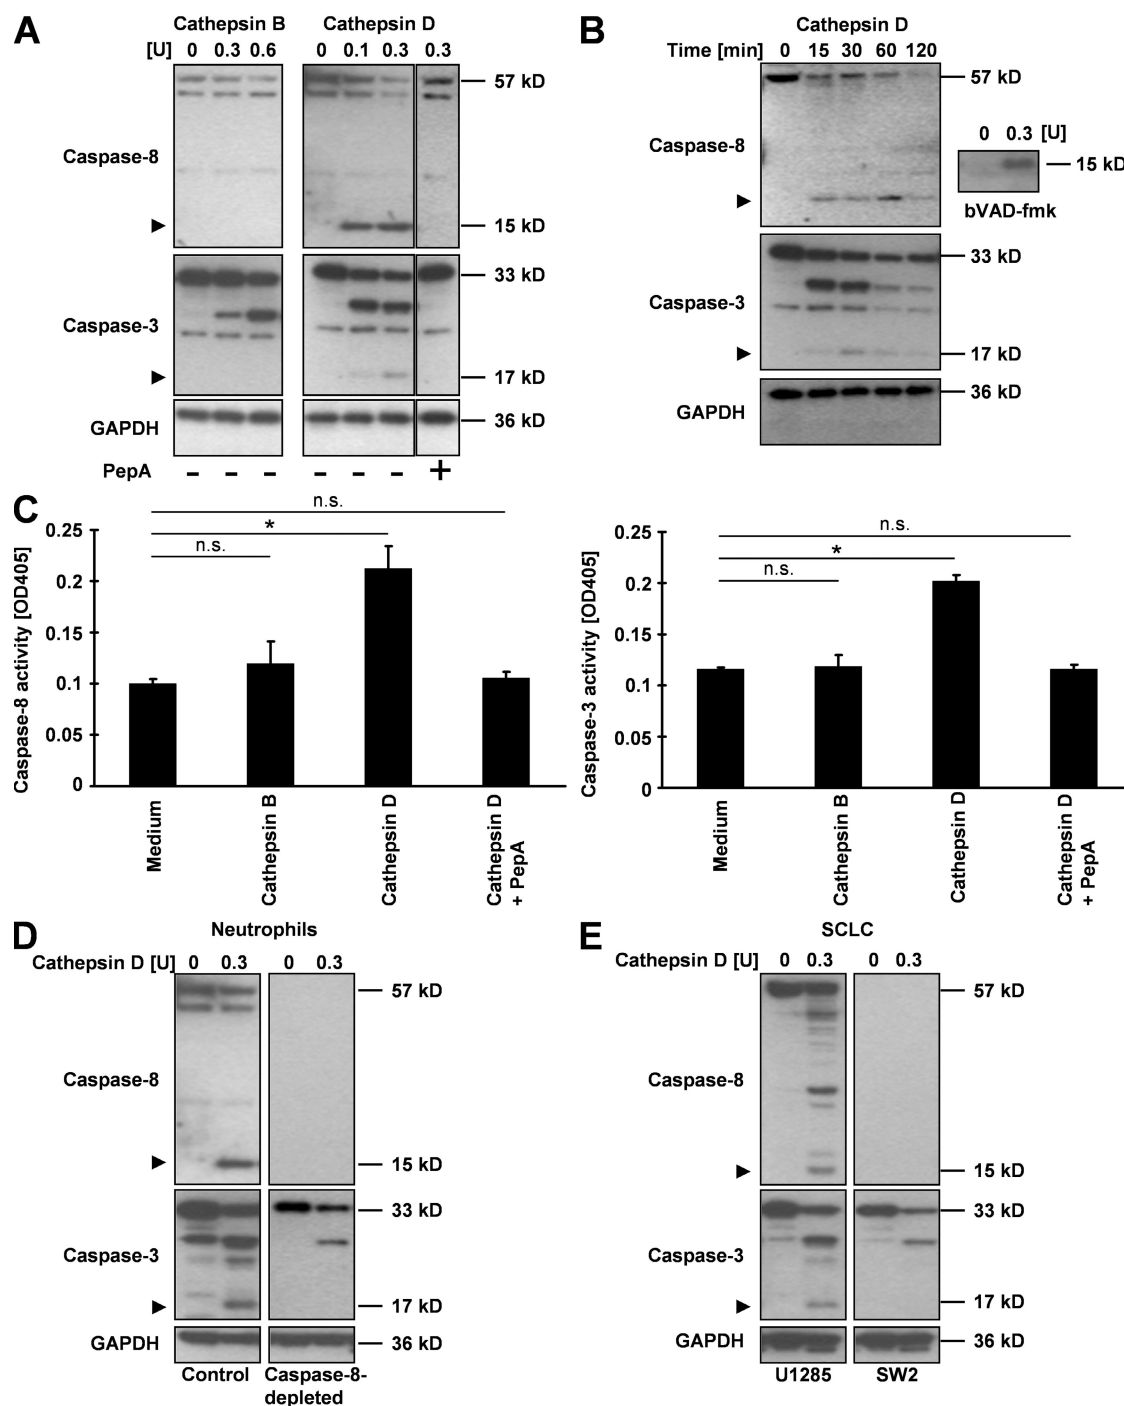 A
Cathepsin B Cathepsin D
[U] 0 0.3 0.6 0 0.1 0.3 0.3
57 kD
Caspase-8
15 kD
33 kD
Caspase-3
17 kD
GAPDH
36 kD
PepA - - - - - - +
B
Cathepsin D
Time [min] 0 15 30 60 120
57 kD
Caspase-8
0 0.3 [U]
15 kD
bVAD-fmk
33 kD
Caspase-3
17 kD
36 kD
GAPDH
C
n.s.
*
n.s.
Caspase-8 activity [OD405]
0.25
0.2
0.15
0.1
0.05
0
Medium
Cathepsin B
Cathepsin D
Cathepsin D
+ PepA
n.s.
*
n.s.
Caspase-3 activity [OD405]
0.25
0.2
0.15
0.1
0.05
0
Medium
Cathepsin B
Cathepsin D
Cathepsin D
+ PepA
D
Neutrophils
Cathepsin D [U] 0 0.3 0 0.3
57 kD
Caspase-8
15 kD
33 kD
Caspase-3
17 kD
GAPDH
36 kD
Control Caspase-8-
depleted
E
SCLC
Cathepsin D [U] 0 0.3 0 0.3
57 kD
Caspase-8
15 kD
33 kD
Caspase-3
17 kD
GAPDH
36 kD
U1285 SW2